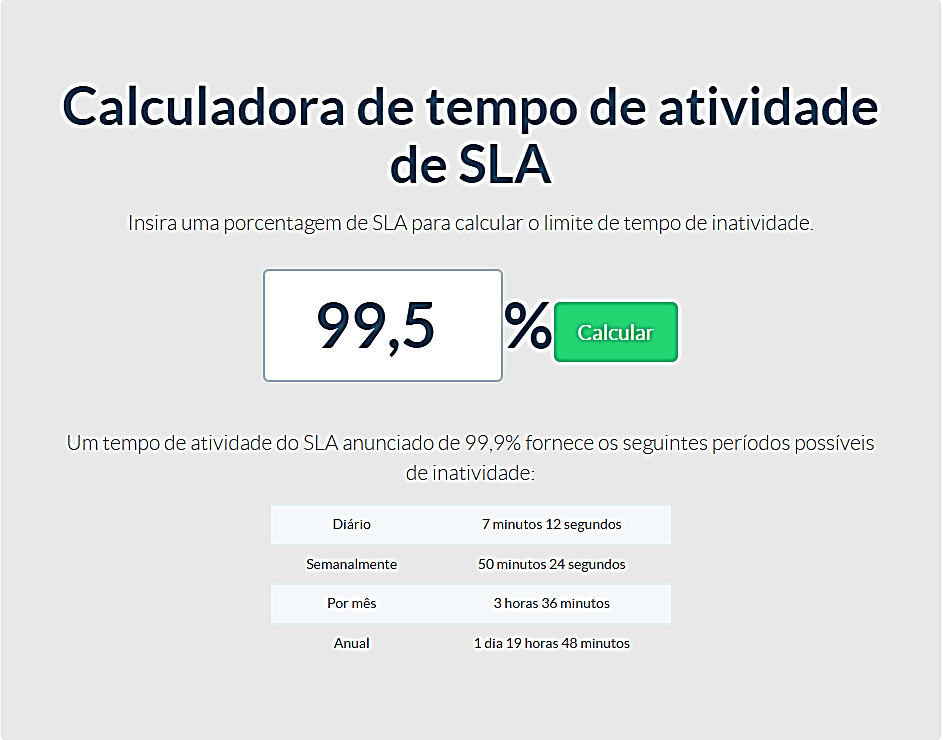 Calculadora de tempo de atividade
de SLA
Insira uma porcentagem de SLA para calcular o limite de tempo de inatividade.
99,5 % Calcular
Um tempo de atividade do SLA anunciado de 99,9% fornece os seguintes períodos possíveis
de inatividade:
Diário 7 minutos 12 segundos
Semanalmente 50 minutos 24 segundos
Por mês 3 horas 36 minutos
Anual 1 dia 19 horas 48 minutos